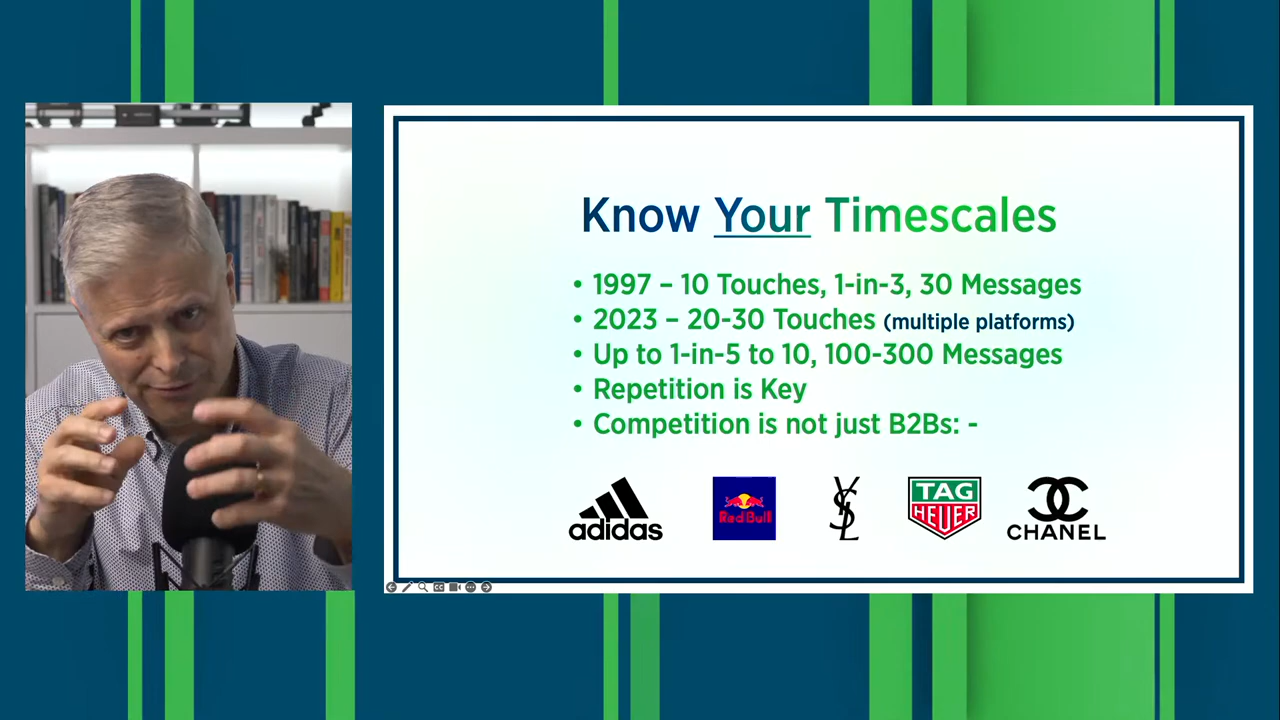 Know Your Timescales
• 1997 – 10 Touches, 1-in-3, 30 Messages
• 2023 – 20-30 Touches (multiple platforms)
• Up to 1-in-5 to 10, 100-300 Messages
• Repetition is Key
• Competition is not just B2Bs: -
adidas
Red Bull
YSL
TAG
HEUER
CHANEL